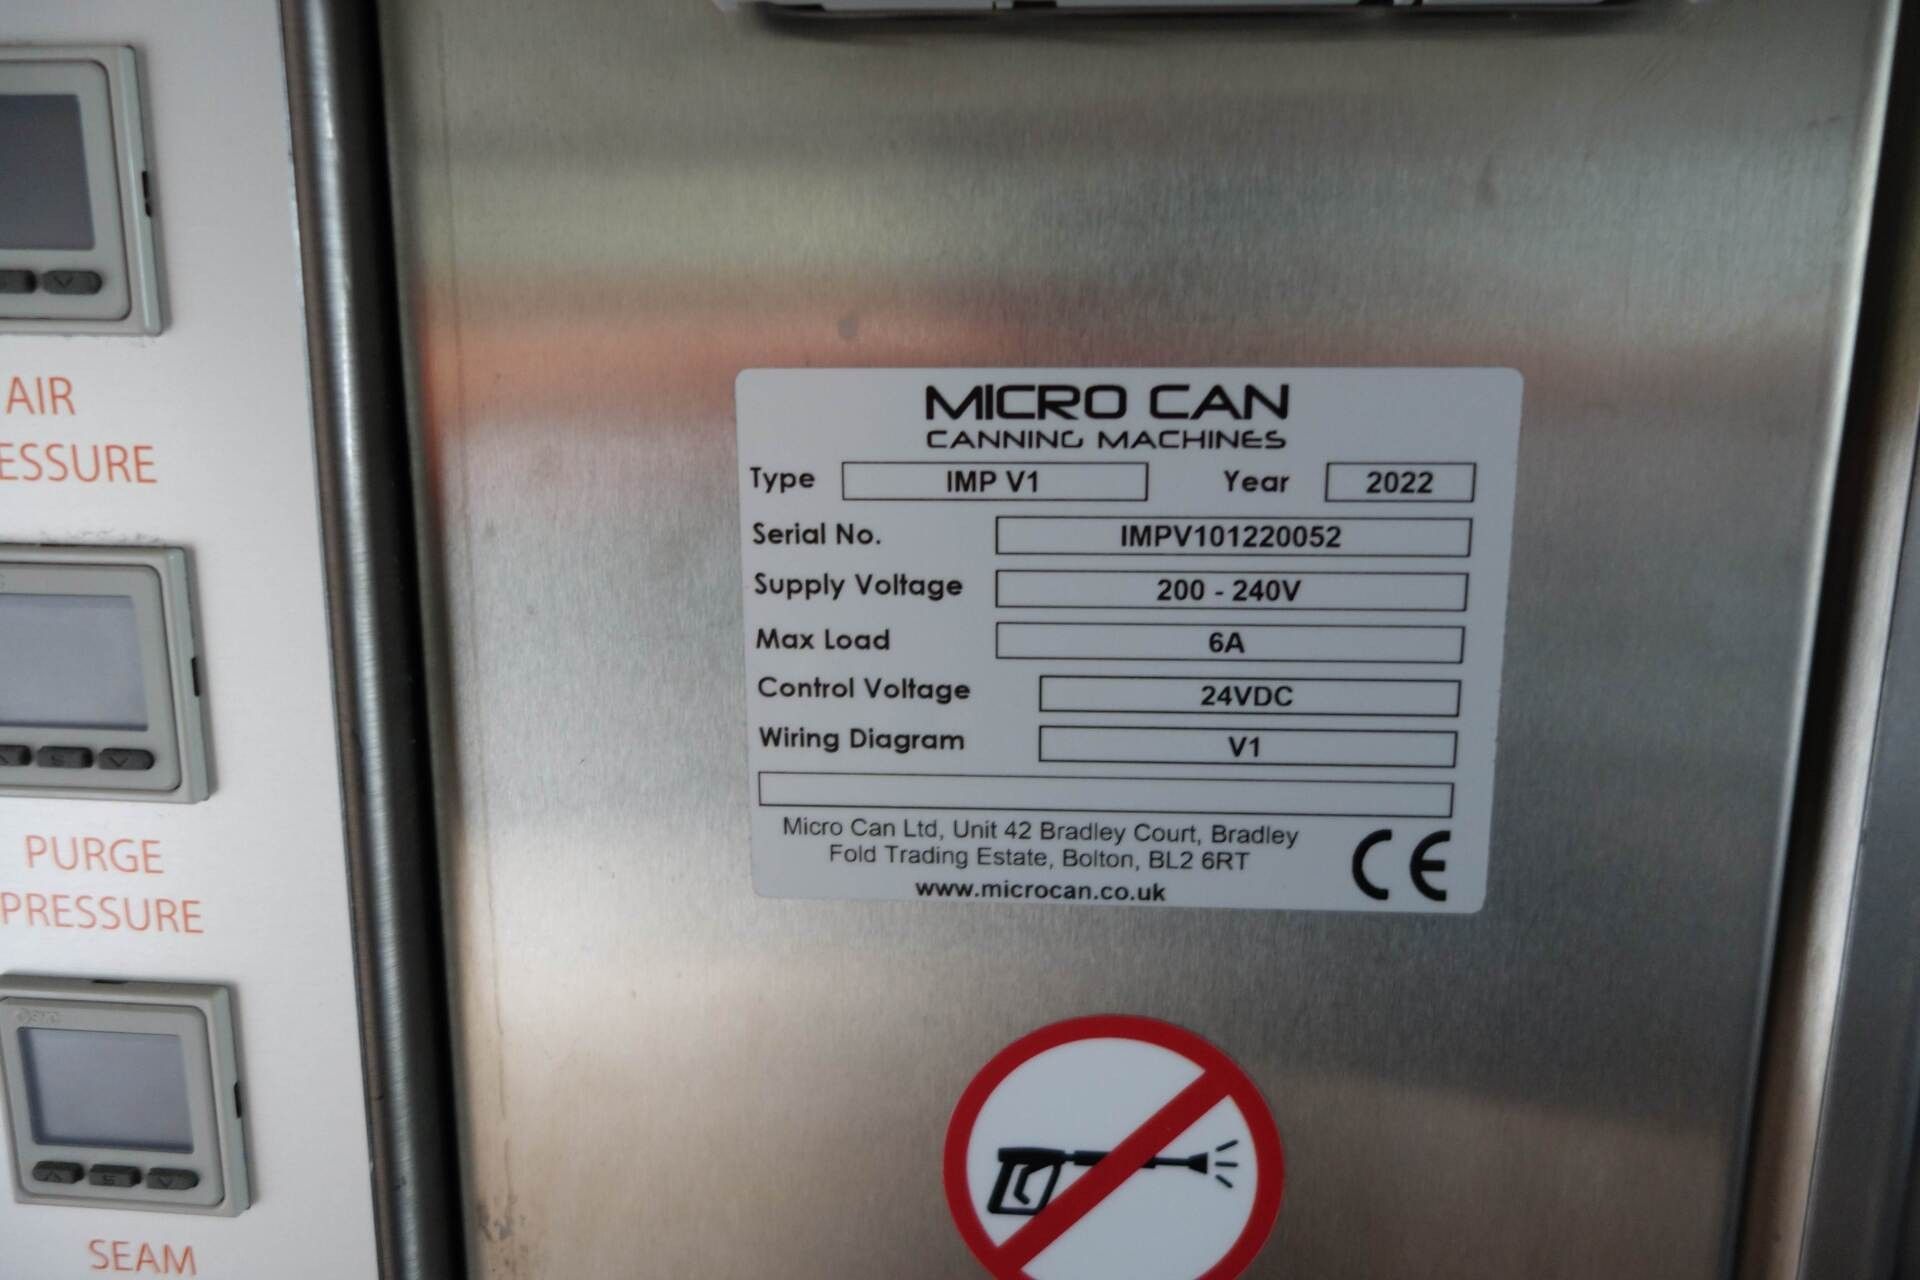 AIR
ESSURE
PURGE
PRESSURE
SMC
SEAM
MICRO CAN
CANNING MACHINES
Type IMP V1 Year 2022
Serial No. IMPV101220052
Supply Voltage 200 - 240V
Max Load 6A
Control Voltage 24VDC
Wiring Diagram V1
Micro Can Ltd, Unit 42 Bradley Court, Bradley
Fold Trading Estate, Bolton, BL2 6RT
www.microcan.co.uk
CE